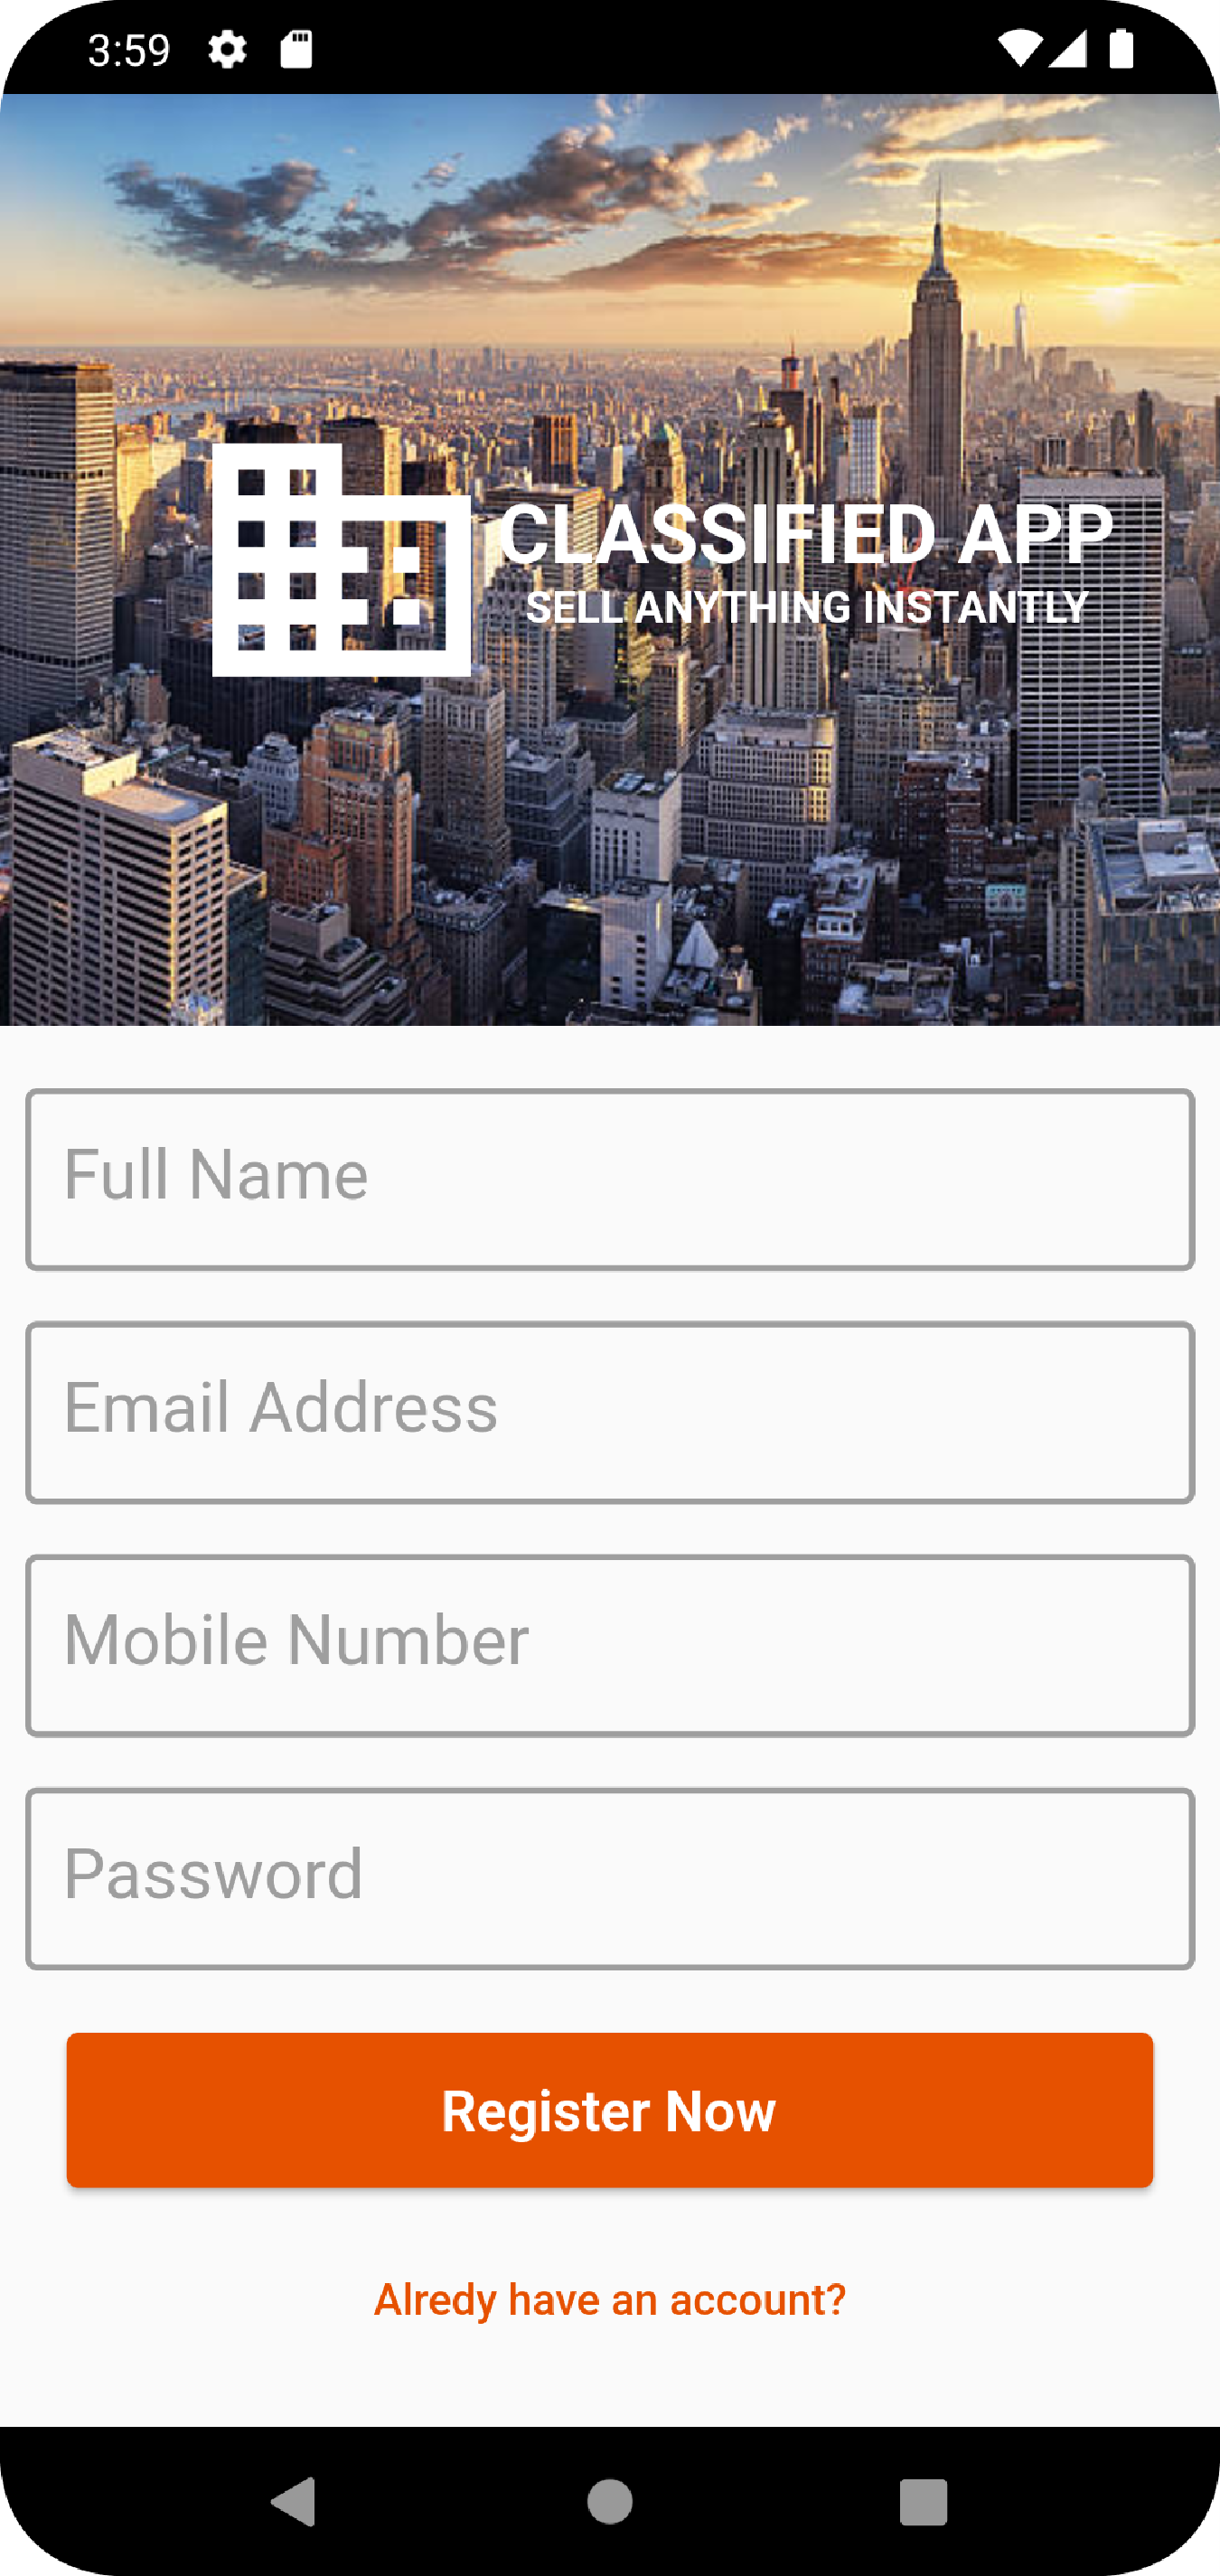 3:59
CLASSIFIED APP
SELL ANYTHING INSTANTLY
Full Name
Email Address
Mobile Number
Password
Register Now
Alredy have an account?